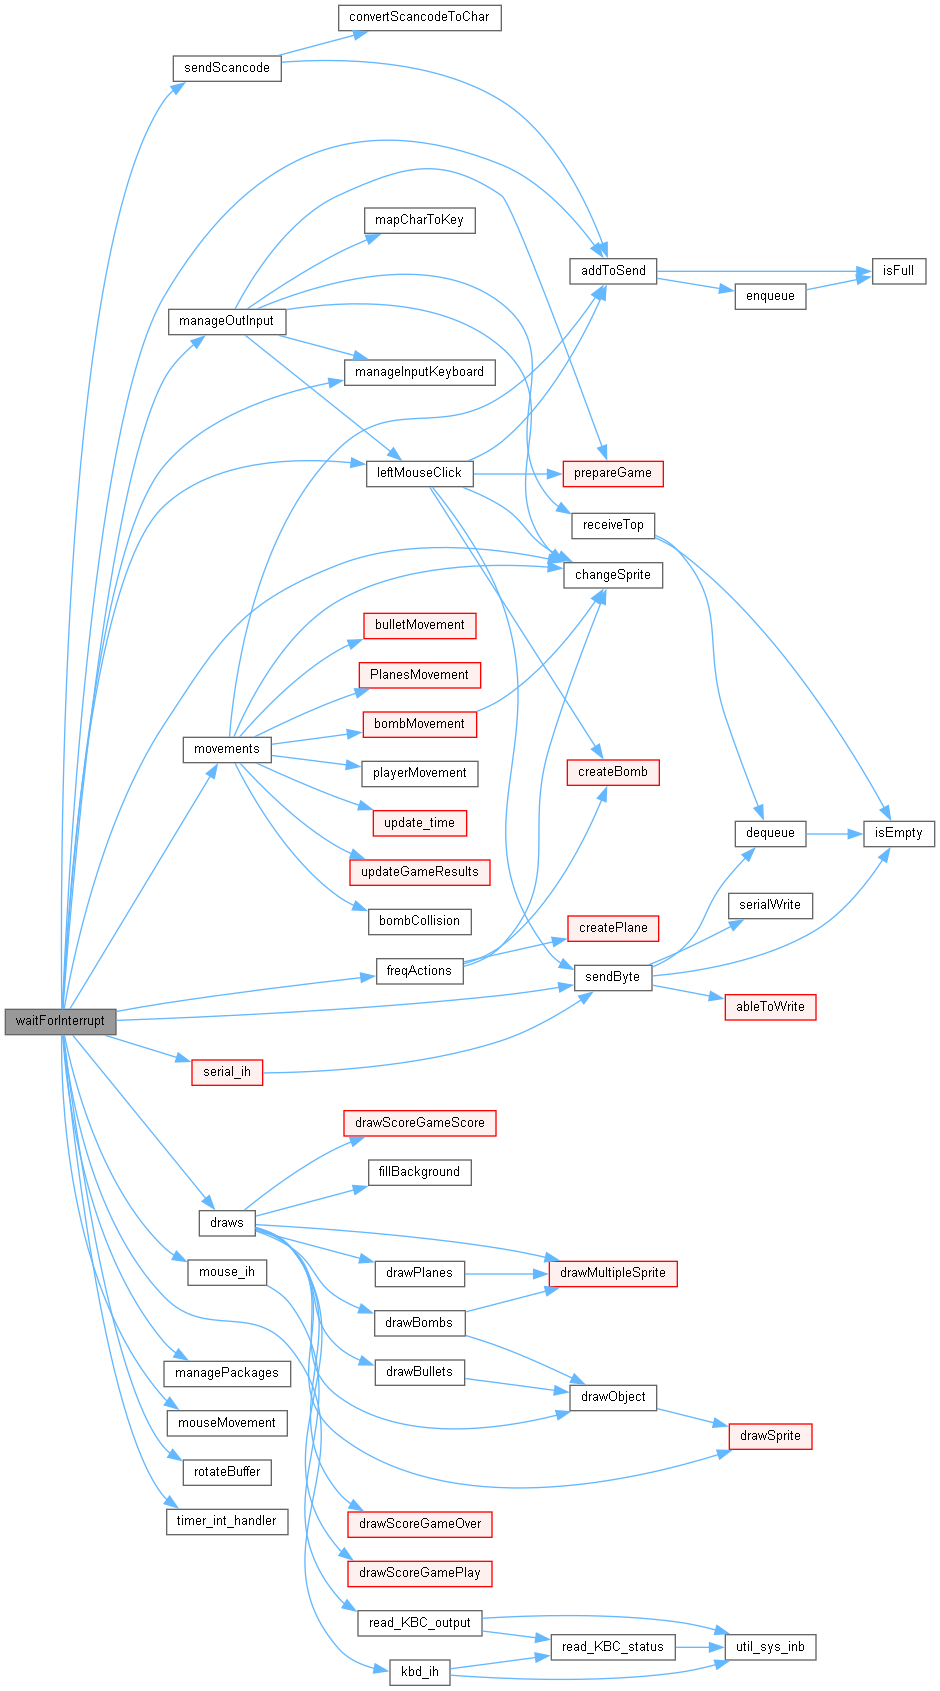 convertScancodeToChar
sendScancode
mapCharToKey
addToSend
isFull
enqueue
manageOutInput
manageInputKeyboard
leftMouseClick
prepareGame
receiveTop
changeSprite
bulletMovement
PlanesMovement
bombMovement
movements
playerMovement
createBomb
update_time
dequeue
isEmpty
updateGameResults
serialWrite
bombCollision
createPlane
freqActions
sendByte
ableToWrite
waitForInterrupt
serial_ih
drawScoreGameScore
fillBackground
draws
mouse_ih
drawPlanes
drawMultipleSprite
drawBombs
managePackages
drawBullets
drawObject
mouseMovement
drawSprite
rotateBuffer
timer_int_handler
drawScoreGameOver
drawScoreGamePlay
read_KBC_output
read_KBC_status
util_sys_inb
kbd_ih